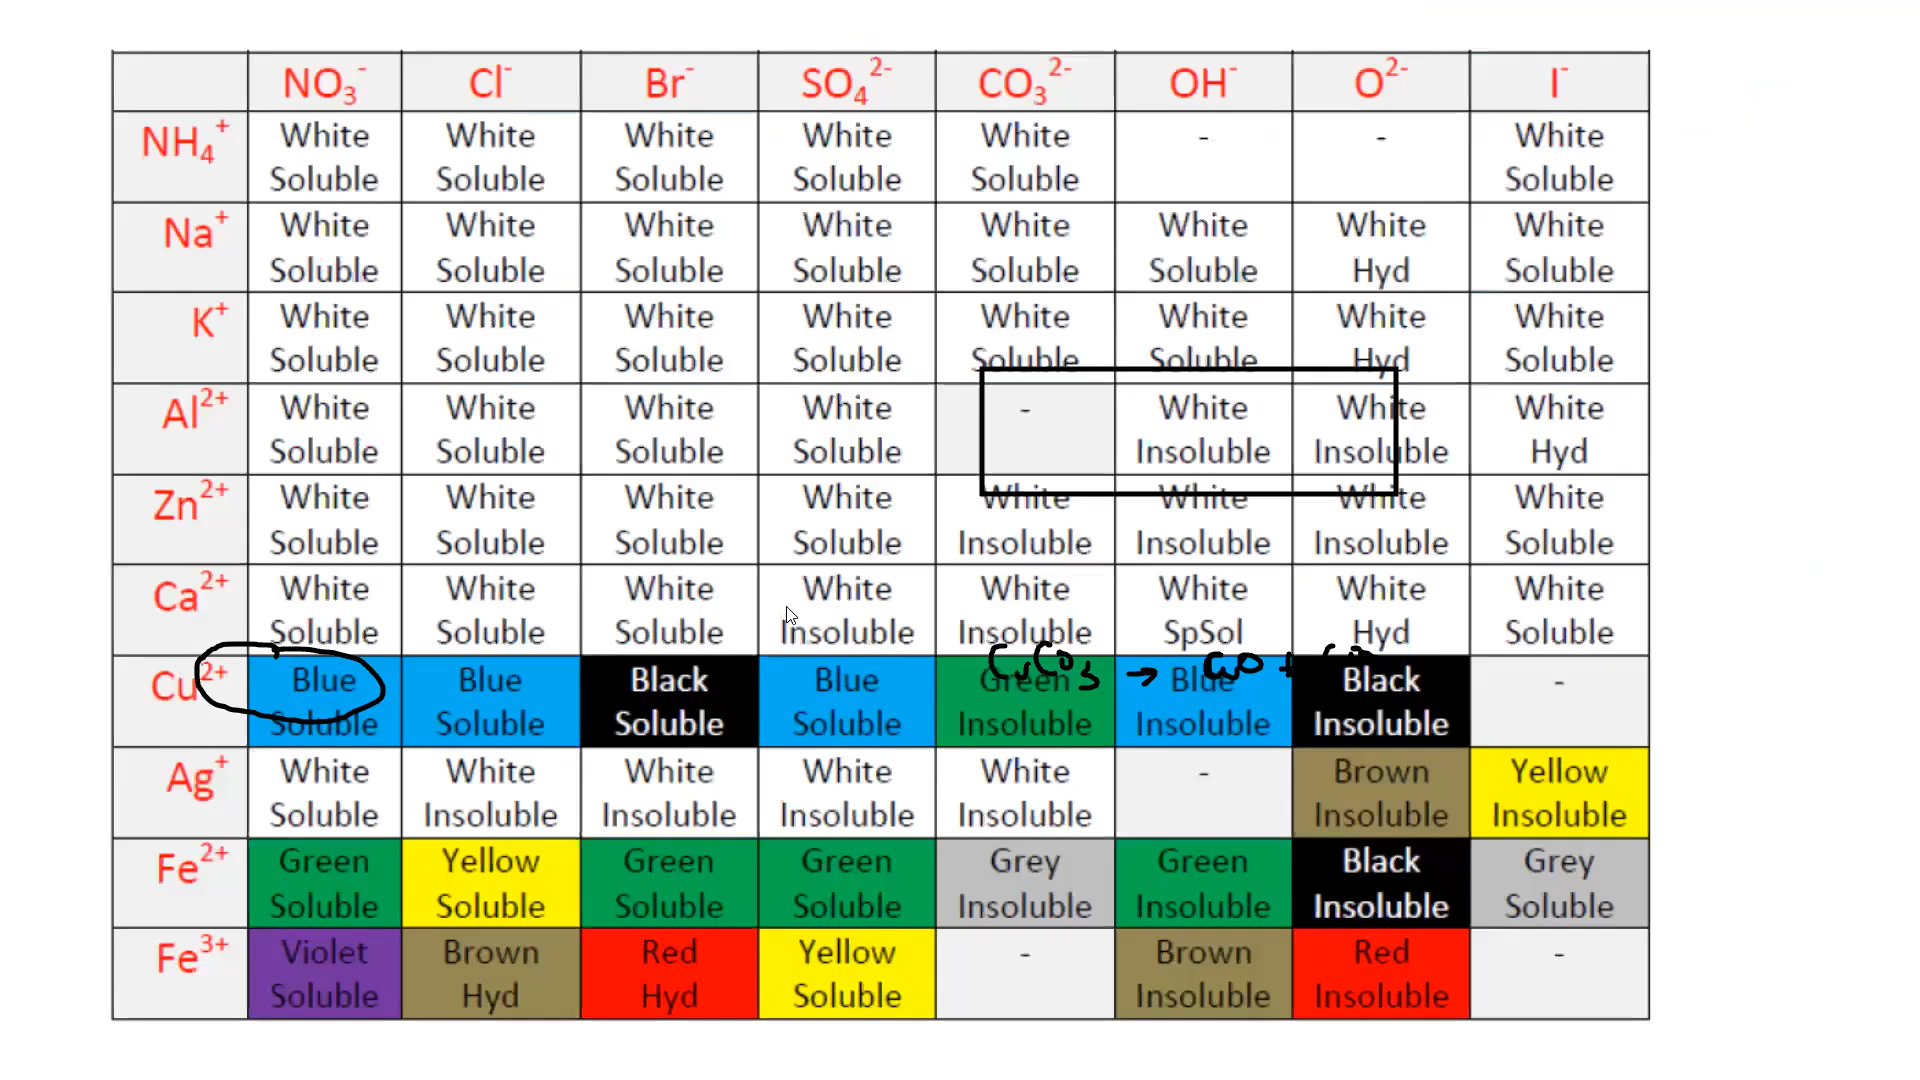 NO₃⁻ Cl⁻ Br⁻ SO₄²⁻ CO₃²⁻ OH⁻ O²⁻ I⁻
NH₄⁺ White Soluble White Soluble White Soluble White Soluble White Soluble - - White Soluble
Na⁺ White Soluble White Soluble White Soluble White Soluble White Soluble White Soluble White Hyd White Soluble
K⁺ White Soluble White Soluble White Soluble White Soluble White Soluble White Soluble White Hyd White Soluble
Al²⁺ White Soluble White Soluble White Soluble White Soluble - White Insoluble White Insoluble White Hyd
Zn²⁺ White Soluble White Soluble White Soluble White Soluble White Insoluble White Insoluble White Insoluble White Soluble
Ca²⁺ White Soluble White Soluble White Soluble White Insoluble White Insoluble White SpSol White Hyd White Soluble
CuCO₃ → CuO +
Cu²⁺ Blue Soluble Blue Soluble Black Soluble Blue Soluble Green Insoluble Blue Insoluble Black Insoluble -
Ag⁺ White Soluble White Insoluble White Insoluble White Insoluble White Insoluble - Brown Insoluble Yellow Insoluble
Fe²⁺ Green Soluble Yellow Soluble Green Soluble Green Soluble Grey Insoluble Green Insoluble Black Insoluble Grey Soluble
Fe³⁺ Violet Soluble Brown Hyd Red Hyd Yellow Soluble - Brown Insoluble Red Insoluble -